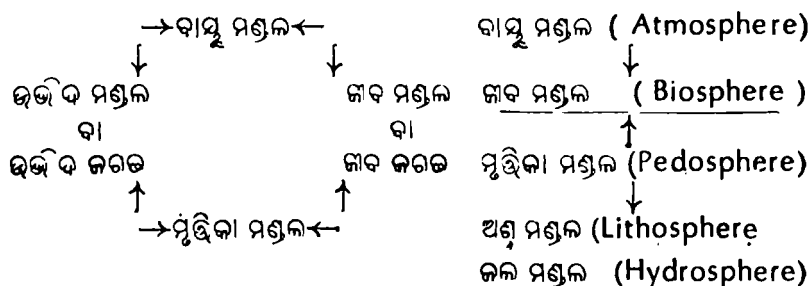 →ବାୟୁ ମଣ୍ଡଳ←
ଉଦ୍ଭିଦ ମଣ୍ଡଳ ଜୀବ ମଣ୍ଡଳ
ବା ବା
ଉଦ୍ଭିଦ ଜଗତ ଜୀବ ଜଗତ
→ମୃତ୍ତିକା ମଣ୍ଡଳ←
ବାୟୁ ମଣ୍ଡଳ ( Atmosphere)
ଜୀବ ମଣ୍ଡଳ ( Biosphere )
ମୃତ୍ତିକା ମଣ୍ଡଳ (Pedosphere)
ଅଶ୍ମ ମଣ୍ଡଳ (Lithosphere
ଜଳ ମଣ୍ଡଳ (Hydrosphere)